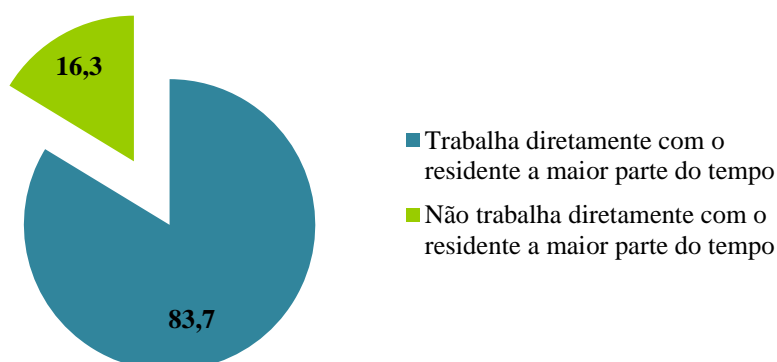 16,3
83,7
Trabalha diretamente com o
residente a maior parte do tempo
Não trabalha diretamente com o
residente a maior parte do tempo